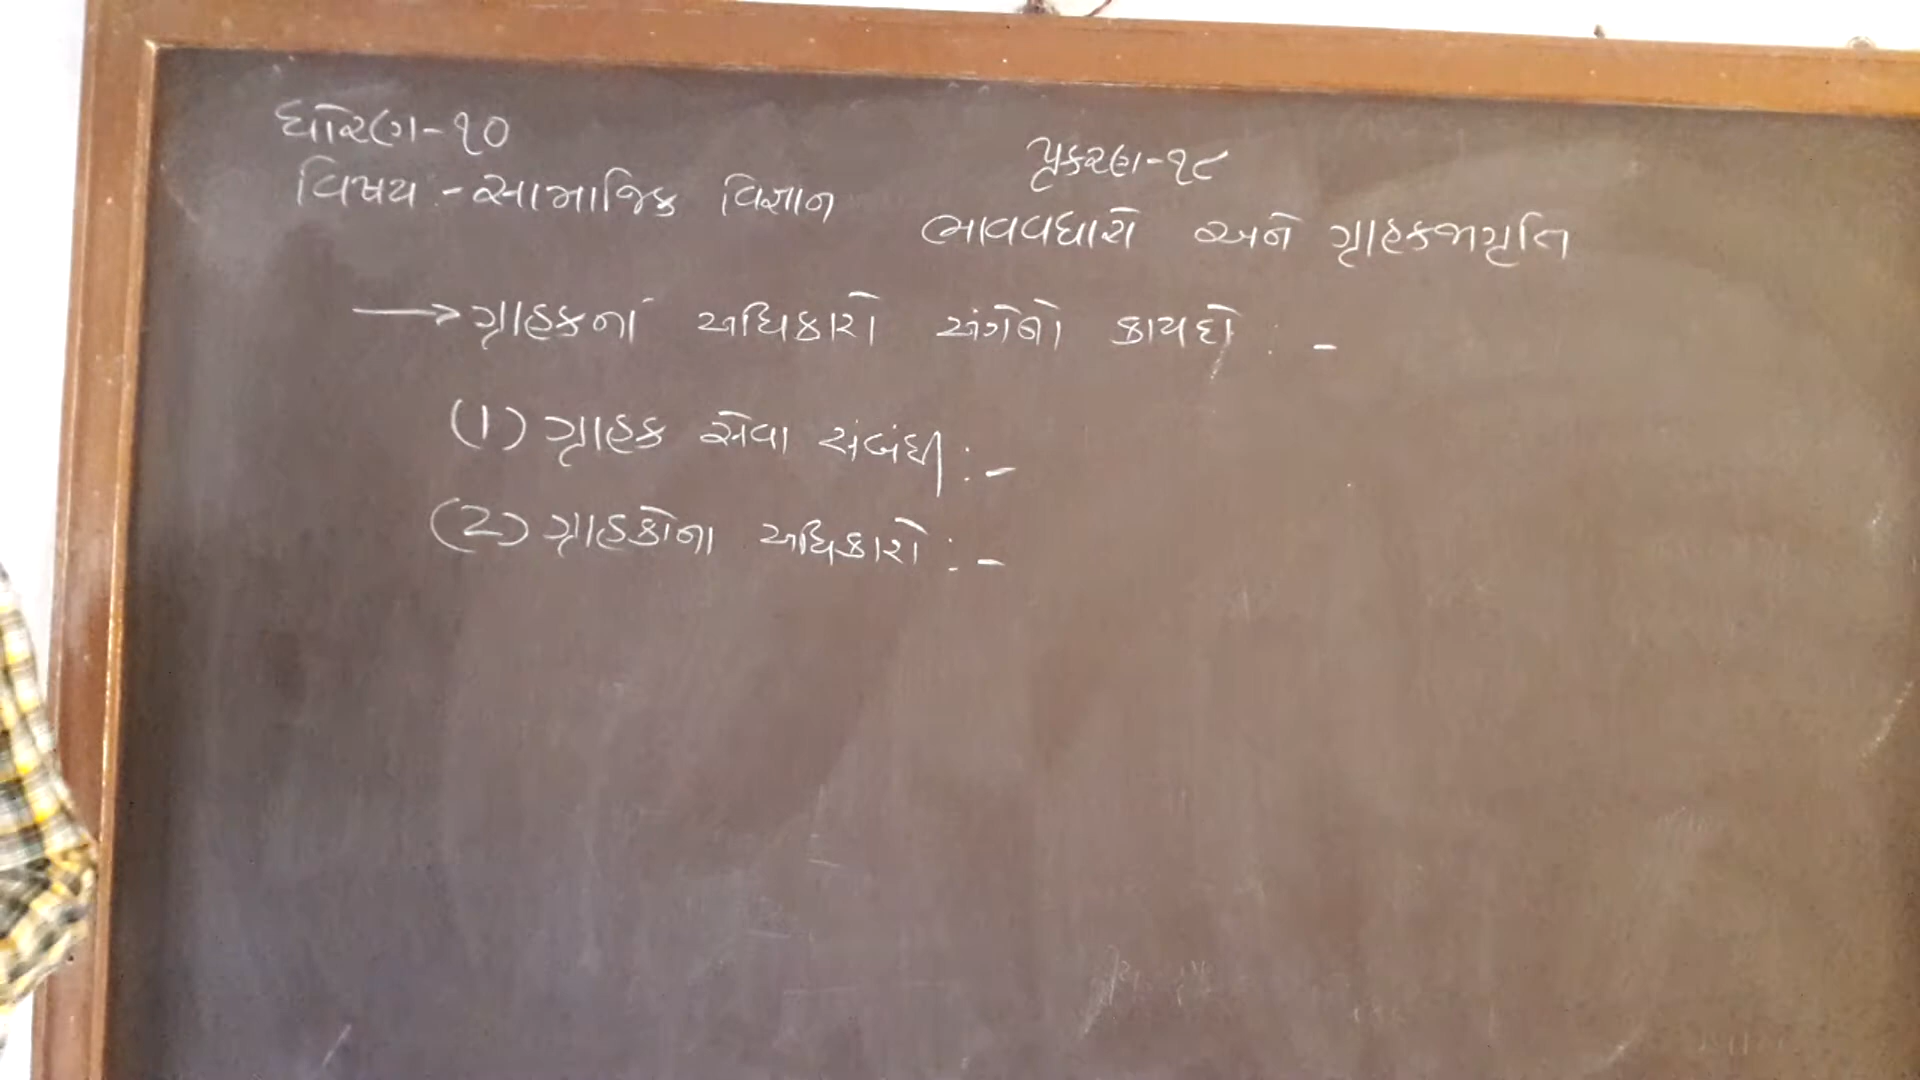 ધોરણ-૧૦
વિષય :- સામાજિક વિજ્ઞાન
પ્રકરણ-૧૮
ભાવવધારો અને ગ્રાહકજાગૃતિ
→ ગ્રાહકનાં અધિકારો અંગેનો કાયદો : -
(1) ગ્રાહક સેવા સંબંધી : -
(2) ગ્રાહકોના અધિકારો : -